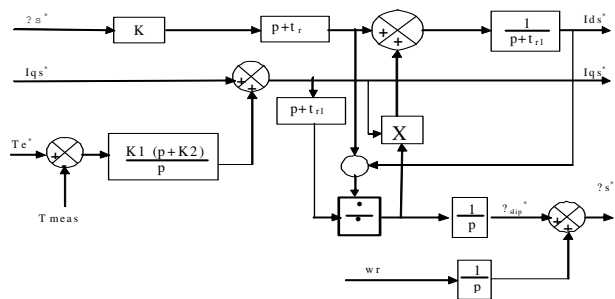 ?s*
K
p+tr
+
+
1
p+tr1
Ids*
Iqs*
+
+
Iqs*
p+tr1
X
Te*
+
K1 (p+K2)
p
Tmeas
÷
1
p
?slip*
+
+
?s*
wr
1
p